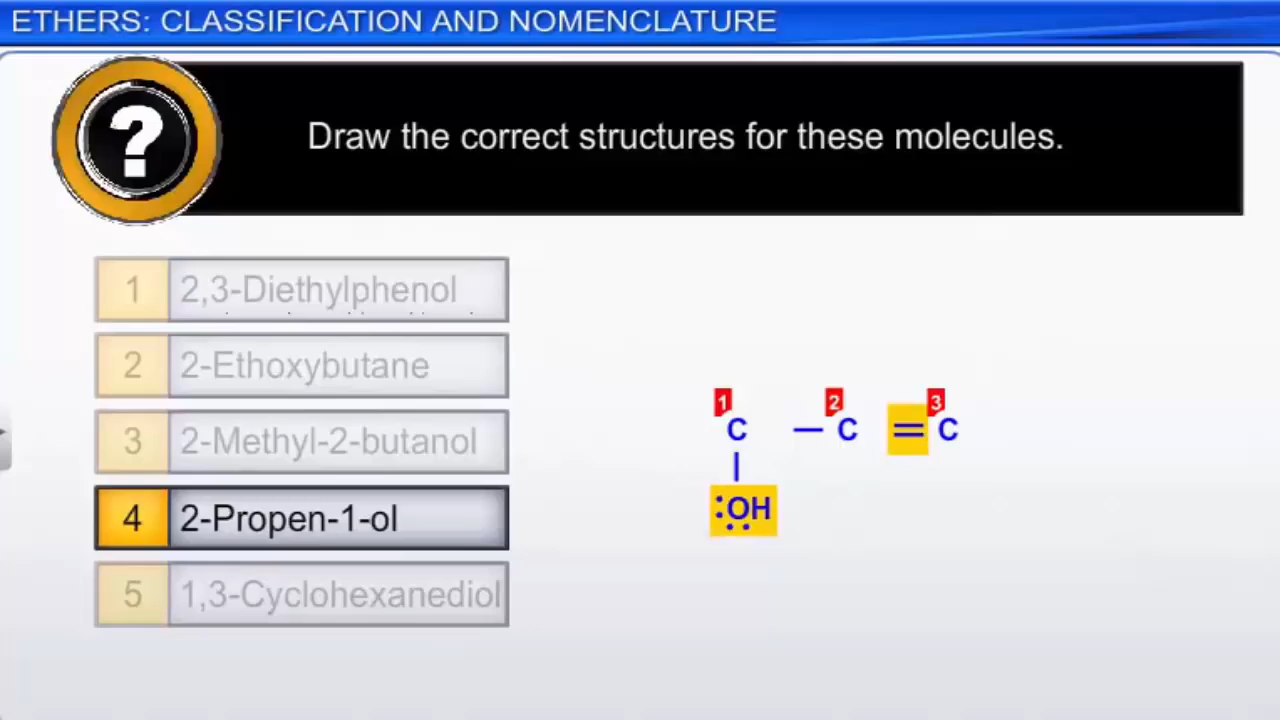 ETHERS: CLASSIFICATION AND NOMENCLATURE
?
Draw the correct structures for these molecules.
1 2,3-Diethylphenol
2 2-Ethoxybutane
3 2-Methyl-2-butanol
4 2-Propen-1-ol
5 1,3-Cyclohexanediol
1 2 3
C — C = C
|
:OH